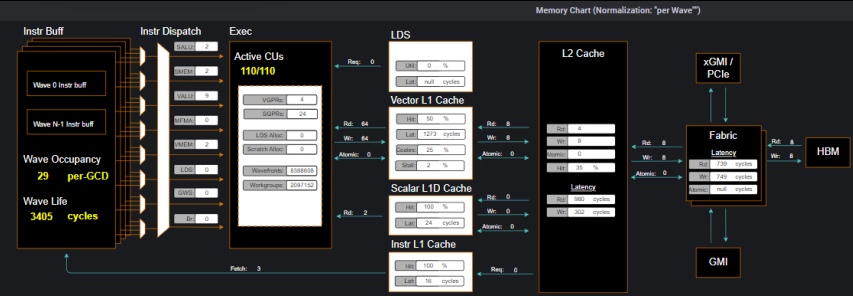 Memory Chart (Normalization: "per Wave"")
Instr Buff
Wave 0 Instr buff
Wave N-1 Instr buff
Wave Occupancy
29 per-GCD
Wave Life
3405 cycles
Instr Dispatch
SALU: 2
SMEM: 2
VALU: 9
MFMA: 0
VMEM: 2
LDS: 0
GWS: 0
Br: 0
Exec
Active CUs
110/110
VGPRs: 4
SGPRs: 24
LDS Alloc: 0
Scratch Alloc: 0
Wavefronts: 8388608
Workgroups: 2097152
Req: 0
Rd: 64
Wr: 64
Atomic: 0
Rd: 2
Fetch: 3
LDS
Util: 0 %
Lat: null cycles
Vector L1 Cache
Hit: 50 %
Lat: 1273 cycles
Coales: 25 %
Stall: 2 %
Scalar L1D Cache
Hit: 100 %
Lat: 24 cycles
Instr L1 Cache
Hit: 100 %
Lat: 16 cycles
Rd: 8
Wr: 8
Atomic: 0
Rd: 0
Wr: 0
Atomic: 0
Req: 0
L2 Cache
Rd: 4
Wr: 8
Atomic: 0
Hit: 35 %
Latency
Rd: 980 cycles
Wr: 302 cycles
Rd: 8
Wr: 8
Atomic: 0
xGMI /
PCIe
Fabric
Latency
Rd: 739 cycles
Wr: 749 cycles
Atomic: null cycles
GMI
Rd: 8
Wr: 8
HBM